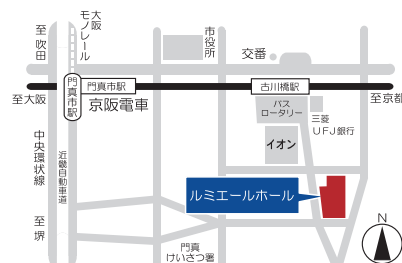 至吹田
大阪
モノレール
市役所
交番
門真市駅
門真市駅
古川橋駅
至大阪
京阪電車
至京都
バス
ロータリー
三菱
UFJ銀行
イオン
中央環状線
近畿自動車道
ルミエールホール
至堺
門真
けいさつ署
N